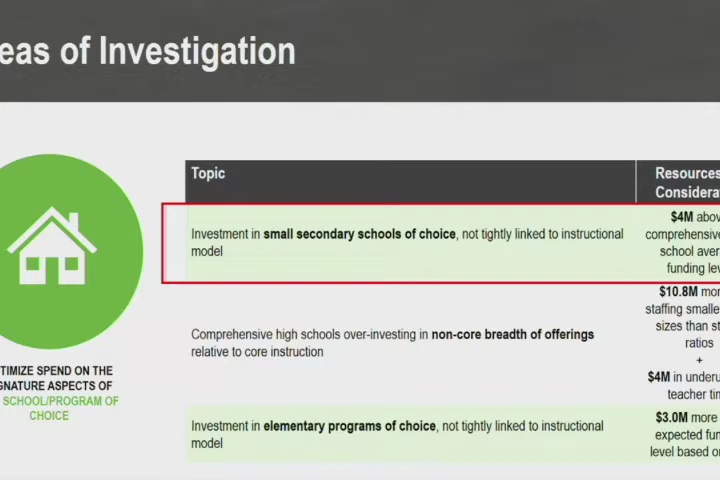 eas of Investigation
Topic
Resources
Considera
Investment in small secondary schools of choice, not tightly linked to instructional
model
$4M abov
comprehensive
school aver
funding lev
Comprehensive high schools over-investing in non-core breadth of offerings
relative to core instruction
$10.8M mor
staffing smalle
sizes than st
ratios
+
$4M in underu
teacher tim
Investment in elementary programs of choice, not tightly linked to instructional
model
$3.0M more
expected fun
level based o
TIMIZE SPEND ON THE
GNATURE ASPECTS OF
SCHOOL/PROGRAM OF
CHOICE